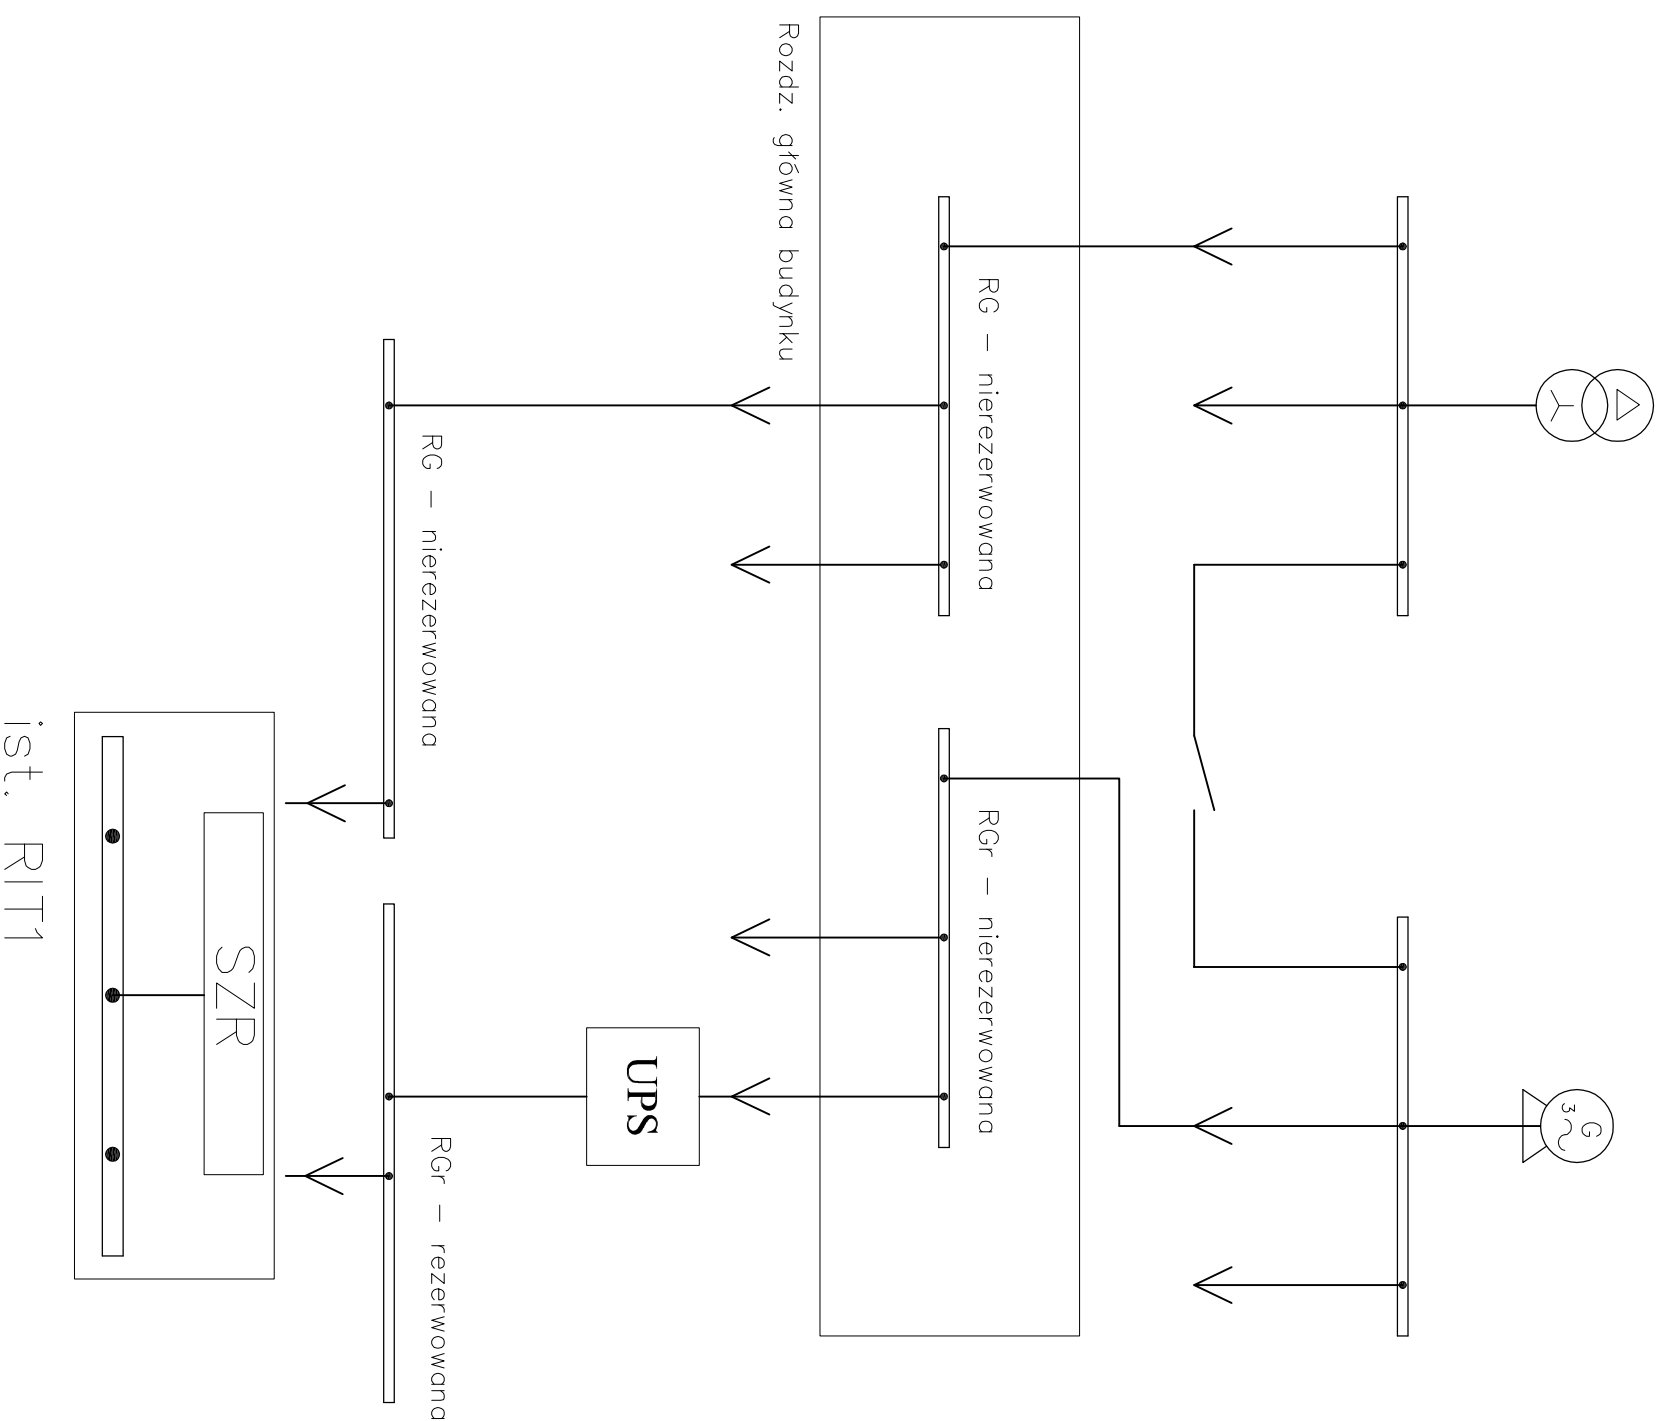 G
3
RG - nierezerwowana
RGr - nierezerwowana
Rozdz. główna budynku
UPS
RG - nierezerwowana
RGr - rezerwowana
SZR
ist. RIT1